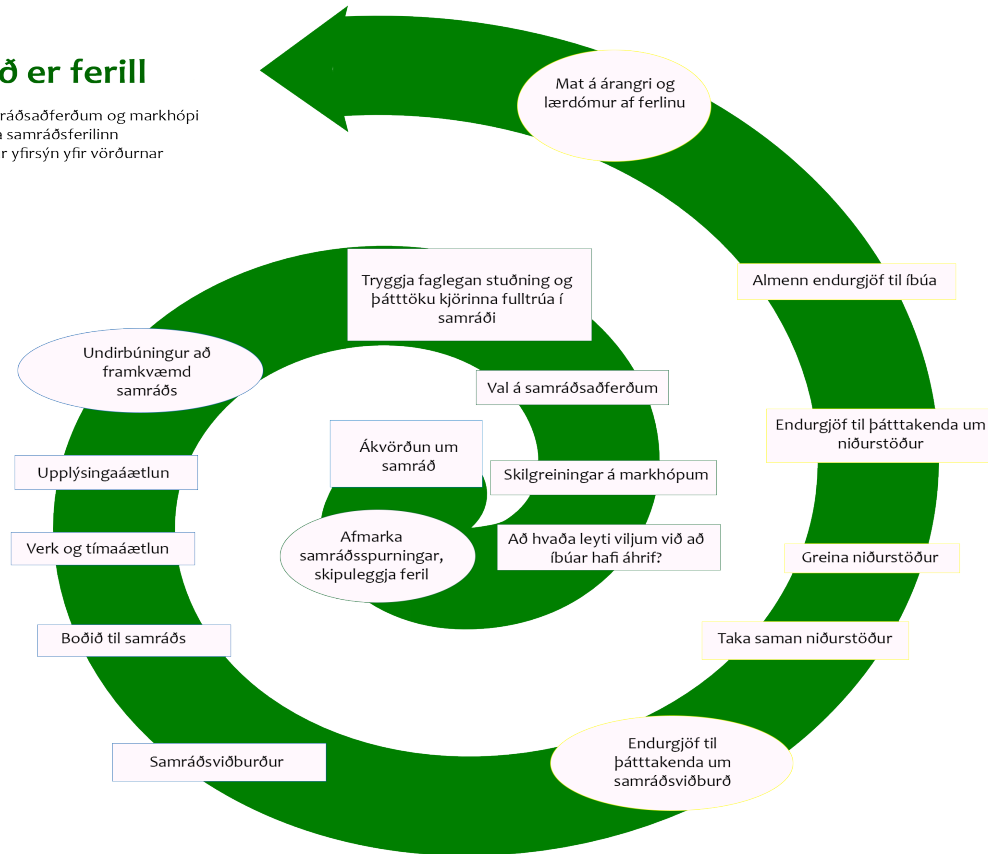 ð er ferill
ráðsaðferðum og markhópi
a samráðsferilinn
r yfirsýn yfir vörðurnar
Mat á árangri og
lærdómur af ferlinu
Tryggja faglegan stuðning og
þátttöku kjörinna fulltrúa í
samráði
Almenn endurgjöf til íbúa
Undirbúningur að
framkvæmd
samráðs
Val á samráðsaðferðum
Endurgjöf til þátttakenda um
niðurstöður
Ákvörðun um
samráð
Upplýsingaáætlun
Skilgreiningar á markhópum
Afmarka
samráðsspurningar,
skipuleggja feril
Að hvaða leyti viljum við að
íbúar hafi áhrif?
Verk og tímaáætlun
Greina niðurstöður
Boðið til samráðs
Taka saman niðurstöður
Samráðsviðburður
Endurgjöf til
þátttakenda um
samráðsviðburð